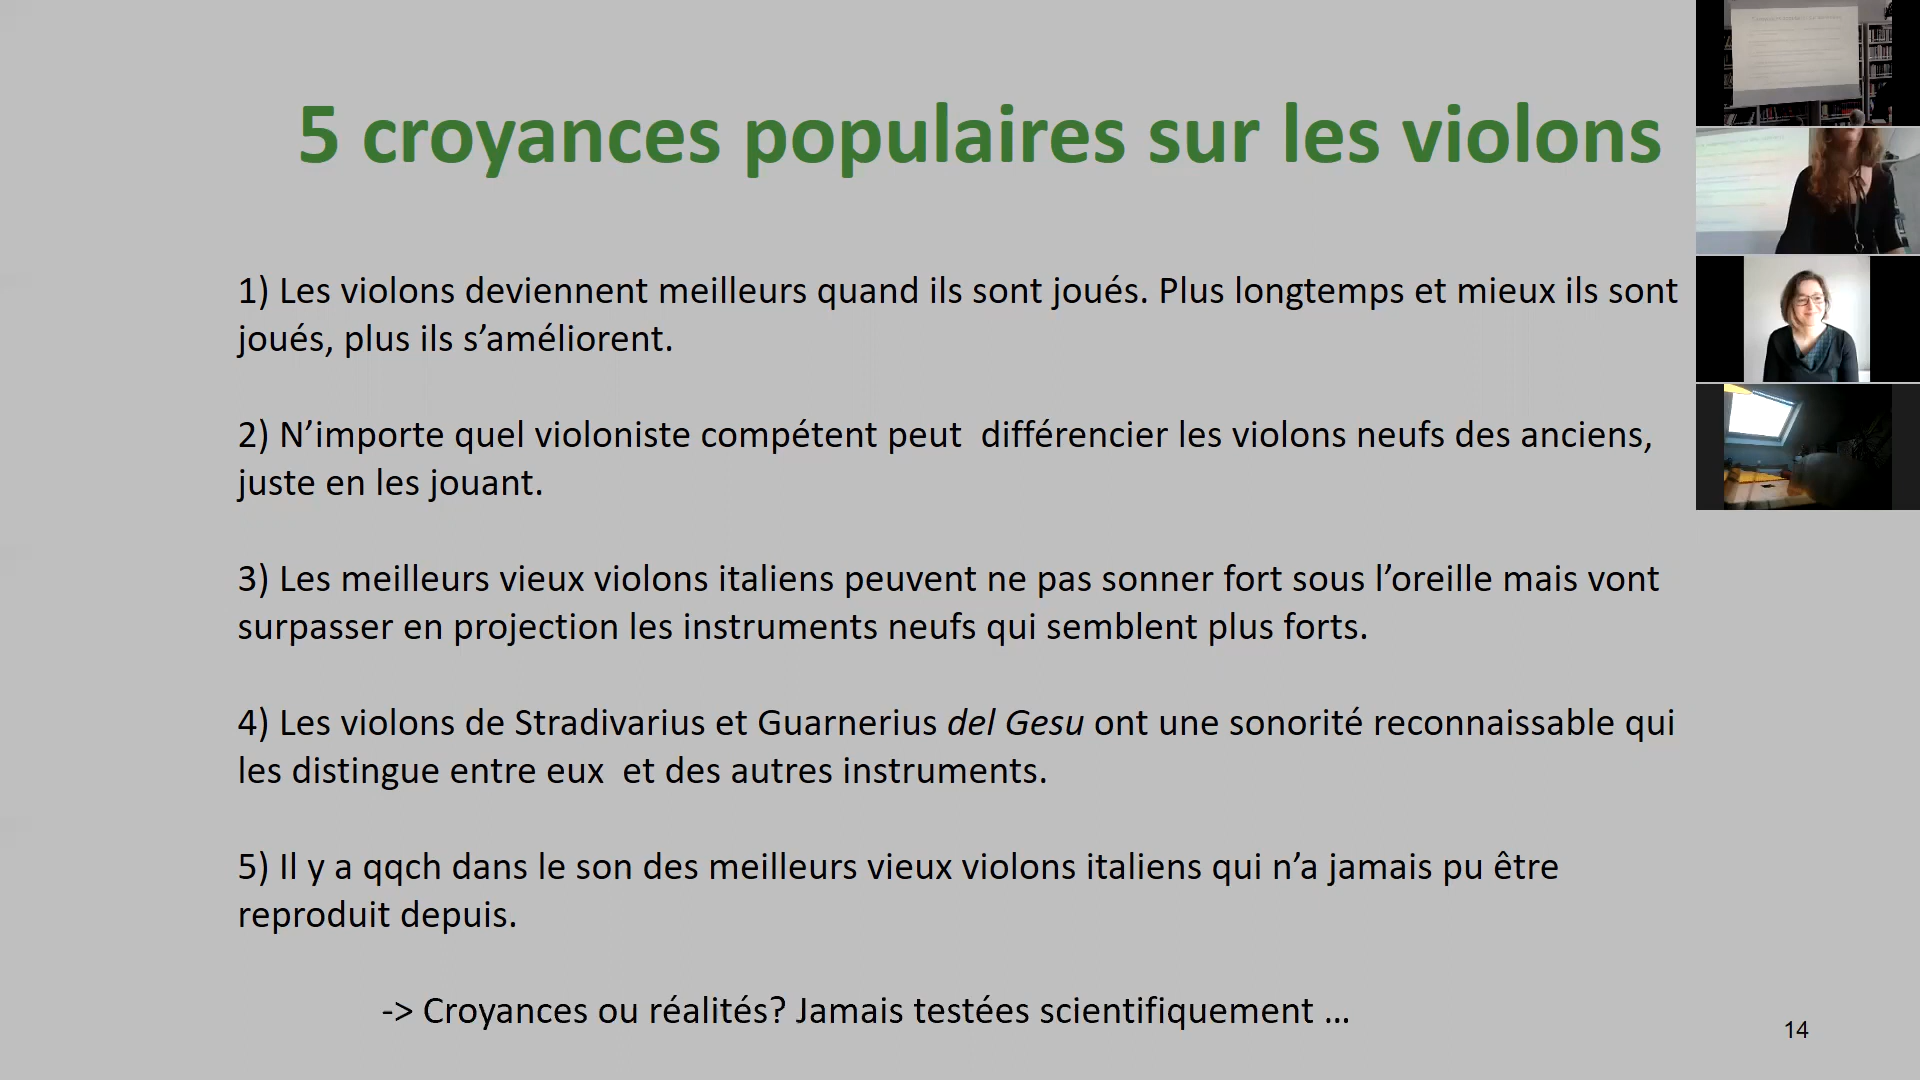 5 croyances populaires sur les violons
1) Les violons deviennent meilleurs quand ils sont joués. Plus longtemps et mieux ils sont
joués, plus ils s’améliorent.
2) N’importe quel violoniste compétent peut  différencier les violons neufs des anciens,
juste en les jouant.
3) Les meilleurs vieux violons italiens peuvent ne pas sonner fort sous l’oreille mais vont
surpasser en projection les instruments neufs qui semblent plus forts.
4) Les violons de Stradivarius et Guarnerius del Gesu ont une sonorité reconnaissable qui
les distingue entre eux  et des autres instruments.
5) Il y a qqch dans le son des meilleurs vieux violons italiens qui n’a jamais pu être
reproduit depuis.
-> Croyances ou réalités? Jamais testées scientifiquement ...
14